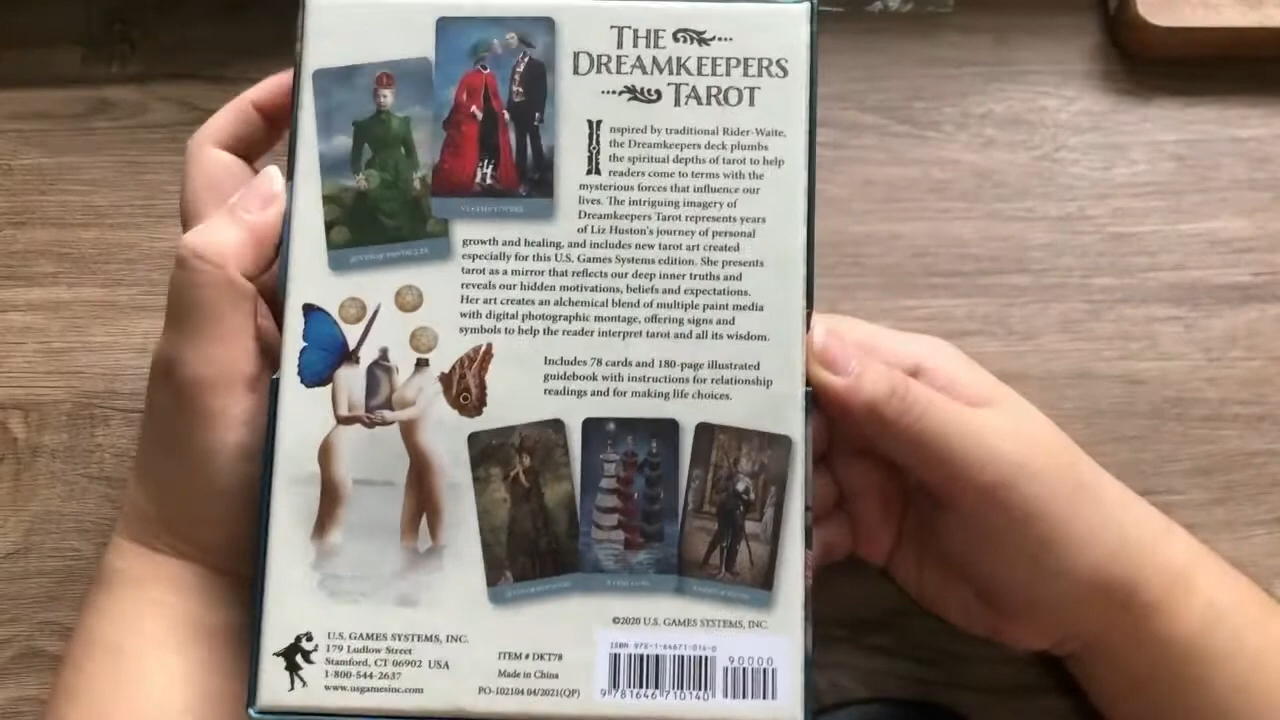 THE
DREAMKEEPERS
TAROT
Inspired by traditional Rider-Waite,
the Dreamkeepers deck plumbs
the spiritual depths of tarot to help
readers come to terms with the
mysterious forces that influence our
lives. The intriguing imagery of
Dreamkeepers Tarot represents years
of Liz Huston's journey of personal
growth and healing, and includes new tarot art created
especially for this U.S. Games Systems edition. She presents
tarot as a mirror that reflects our deep inner truths and
reveals our hidden motivations, beliefs and expectations.
Her art creates an alchemical blend of multiple paint media
with digital photographic montage, offering signs and
symbols to help the reader interpret tarot and all its wisdom.
Includes 78 cards and 180-page illustrated
guidebook with instructions for relationship
readings and for making life choices.
©2020 U.S. GAMES SYSTEMS, INC.
U.S. GAMES SYSTEMS, INC.
179 Ludlow Street
Stamford, CT 06902 USA
1-800-544-2637
www.usgamesinc.com
ITEM # DKT78
Made in China
PO-102104 04/2021(QP)
ISBN 978-1-64671-014-0
90000
9 781646 710140